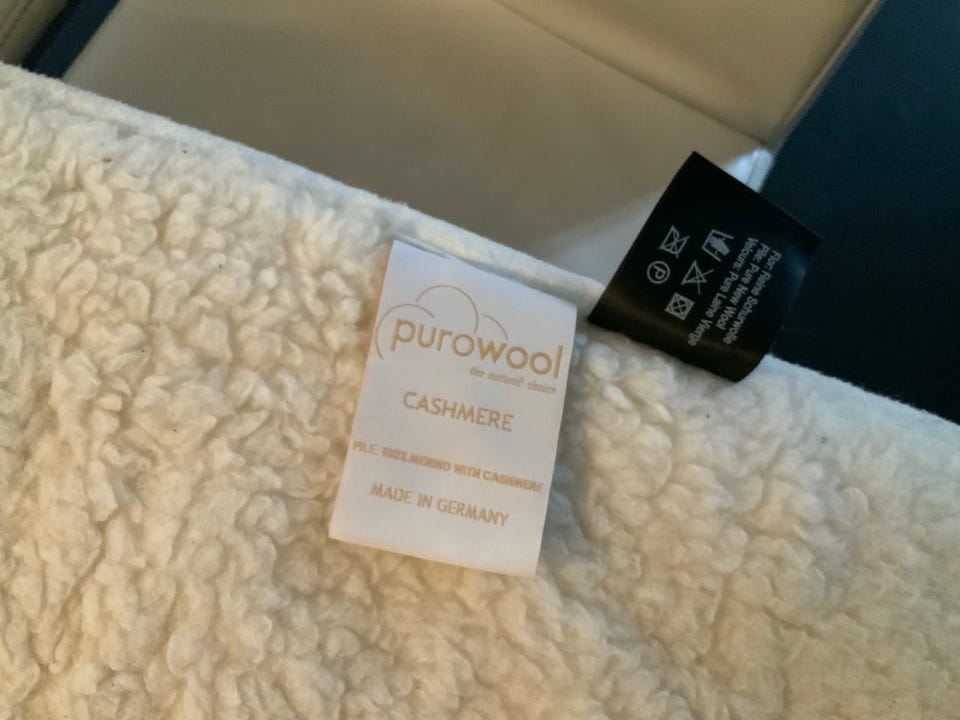 purowool
the natural choice
CASHMERE
PILE: 100% MERINO WITH CASHMERE
MADE IN GERMANY
Flor: Reine Schurwolle
Pile: Pure New Wool
Velours: Pure Laine Vierge
P